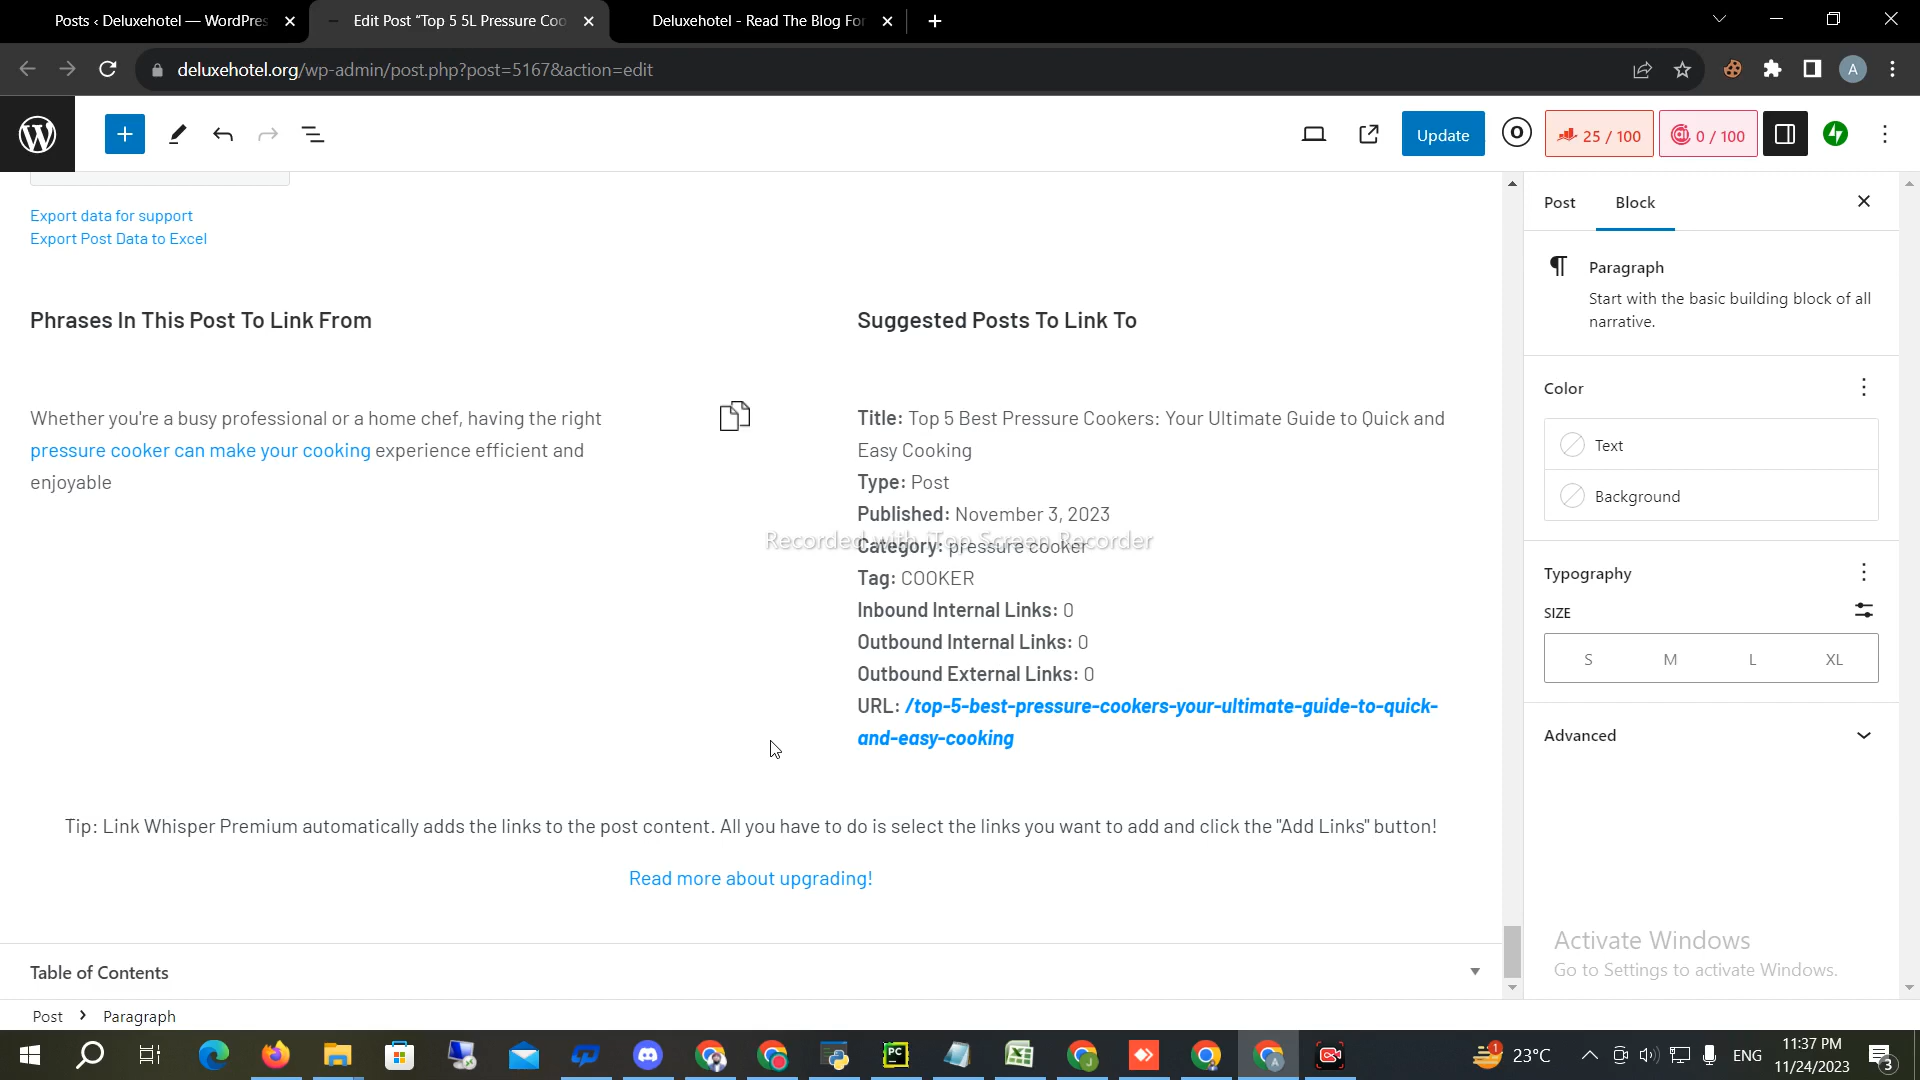 Posts ‹ Deluxehotel — WordPres
Edit Post “Top 5 5L Pressure Coo
Deluxehotel - Read The Blog For
deluxehotel.org/wp-admin/post.php?post=5167&action=edit
A
Update
25 / 100
0 / 100
Export data for support
Export Post Data to Excel
Phrases In This Post To Link From
Suggested Posts To Link To
Whether you're a busy professional or a home chef, having the right
pressure cooker can make your cooking experience efficient and
enjoyable
Title: Top 5 Best Pressure Cookers: Your Ultimate Guide to Quick and
Easy Cooking
Type: Post
Published: November 3, 2023
Category: pressure cooker
Recorded with iTop Screen Recorder
Tag: COOKER
Inbound Internal Links: 0
Outbound Internal Links: 0
Outbound External Links: 0
URL: /top-5-best-pressure-cookers-your-ultimate-guide-to-quick-
and-easy-cooking
Tip: Link Whisper Premium automatically adds the links to the post content. All you have to do is select the links you want to add and click the "Add Links" button!
Read more about upgrading!
Table of Contents
Post › Paragraph
Post
Block
Paragraph
Start with the basic building block of all
narrative.
Color
Text
Background
Typography
SIZE
S M L XL
Advanced
Activate Windows
Go to Settings to activate Windows.
PC
1
23°C
ENG
11:37 PM
11/24/2023
3